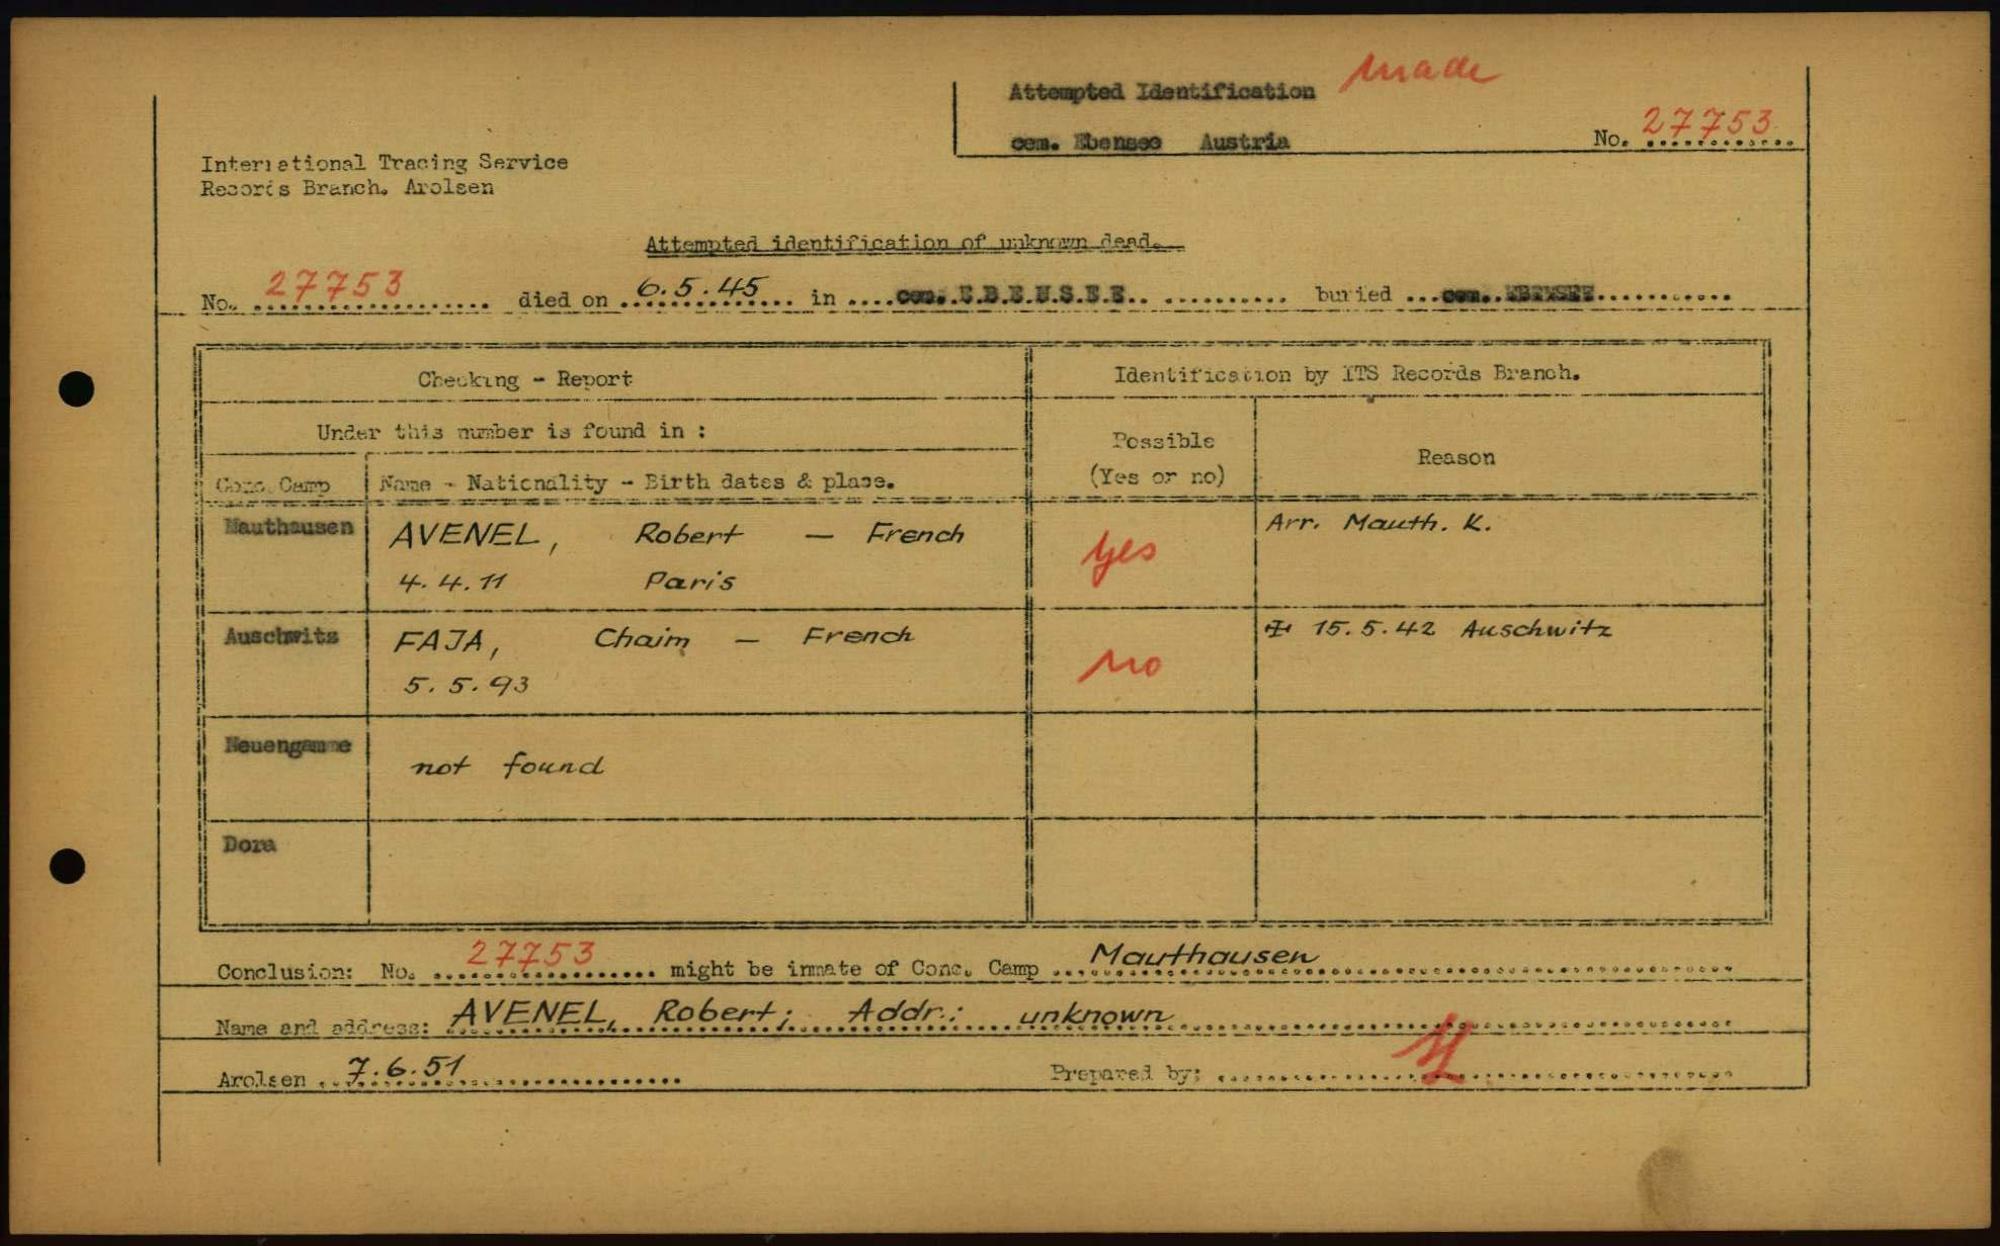 Attempted Identification made
cem. Ebensee Austria No. 27753
International Tracing Service
Records Branch. Arolsen
Attempted identification of unknown dead.
No. 27753 died on 6.5.45 in cem. E.B.E.N.S.E.E. buried cem. EBENSEE
Checking - Report
Identification by ITS Records Branch.
Under this number is found in :
Possible
(Yes or no)
Reason
Conc. Camp
Name - Nationality - Birth dates & place.
Mauthausen
AVENEL, Robert — French
4.4.11 Paris
yes
Arr. Mauth. K.
Auschwitz
FAJA, Chaim — French
5.5.93
no
15.5.42 Auschwitz
Neuengamme
not found
Dora
Conclusion: No. 27753 might be inmate of Conc. Camp Mauthausen
Name and address: AVENEL, Robert; Addr.: unknown
Arolsen 7.6.51
Prepared by: